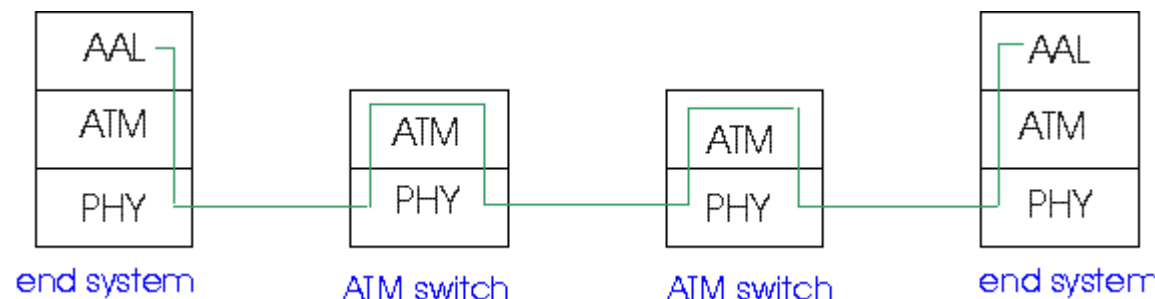 AAL
ATM
PHY
end system
ATM
PHY
ATM switch
ATM
PHY
ATM switch
AAL
ATM
PHY
end system